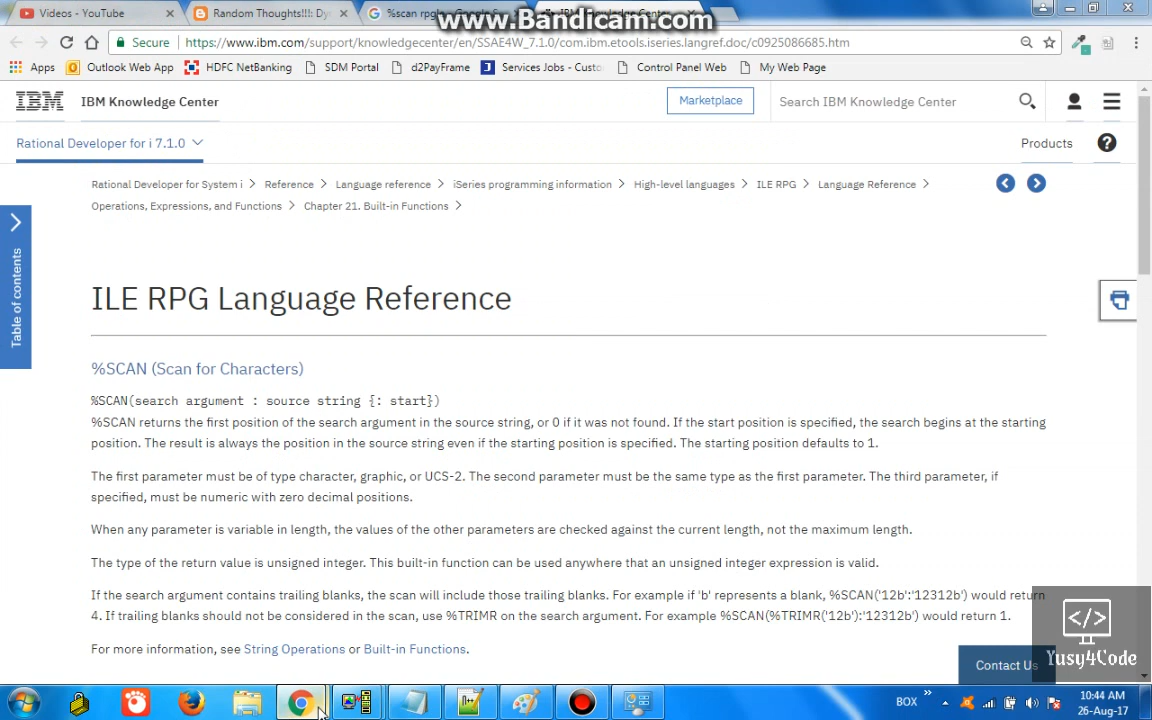 Videos - YouTube
Random Thoughts!!!: Dy
%scan rpgle - Google S
IBM Knowledge Center
www.Bandicam.com
Secure
https://www.ibm.com/support/knowledgecenter/en/SSAE4W_7.1.0/com.ibm.etools.iseries.langref.doc/c0925086685.htm
Apps
Outlook Web App
HDFC NetBanking
SDM Portal
d2PayFrame
Services Jobs - Custo
Control Panel Web
My Web Page
IBM
IBM Knowledge Center
Marketplace
Search IBM Knowledge Center
Rational Developer for i 7.1.0
Products
?
Rational Developer for System i > Reference > Language reference > iSeries programming information > High-level languages > ILE RPG > Language Reference >
Operations, Expressions, and Functions > Chapter 21. Built-in Functions >
Table of contents
ILE RPG Language Reference
%SCAN (Scan for Characters)
%SCAN(search argument : source string {: start})
%SCAN returns the first position of the search argument in the source string, or 0 if it was not found. If the start position is specified, the search begins at the starting
position. The result is always the position in the source string even if the starting position is specified. The starting position defaults to 1.
The first parameter must be of type character, graphic, or UCS-2. The second parameter must be the same type as the first parameter. The third parameter, if
specified, must be numeric with zero decimal positions.
When any parameter is variable in length, the values of the other parameters are checked against the current length, not the maximum length.
The type of the return value is unsigned integer. This built-in function can be used anywhere that an unsigned integer expression is valid.
If the search argument contains trailing blanks, the scan will include those trailing blanks. For example if 'b' represents a blank, %SCAN('12b':'12312b') would return
4. If trailing blanks should not be considered in the scan, use %TRIMR on the search argument. For example %SCAN(%TRIMR('12b'):'12312b') would return 1.
For more information, see String Operations or Built-in Functions.
Contact Us
</>
Yusy4Code
BOX
10:44 AM
26-Aug-17